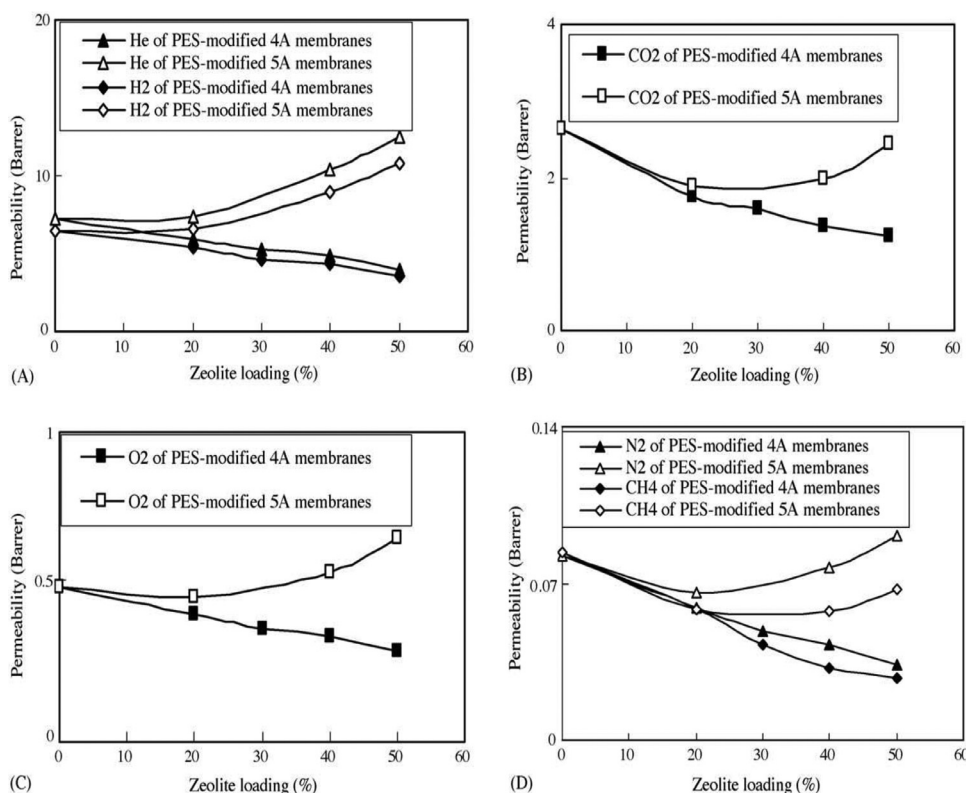 20
10
0
Permeability (Barrer)
He of PES-modified 4A membranes
He of PES-modified 5A membranes
H2 of PES-modified 4A membranes
H2 of PES-modified 5A membranes
0 10 20 30 40 50 60
Zeolite loading (%)
(A)
4
2
0
Permeability (Barrer)
CO2 of PES-modified 4A membranes
CO2 of PES-modified 5A membranes
0 10 20 30 40 50 60
Zeolite loading (%)
(B)
1
0.5
0
Permeability (Barrer)
O2 of PES-modified 4A membranes
O2 of PES-modified 5A membranes
0 10 20 30 40 50 60
Zeolite loading (%)
(C)
0.14
0.07
0
Permeability (Barrer)
N2 of PES-modified 4A membranes
N2 of PES-modified 5A membranes
CH4 of PES-modified 4A membranes
CH4 of PES-modified 5A membranes
0 10 20 30 40 50 60
Zeolite loading (%)
(D)